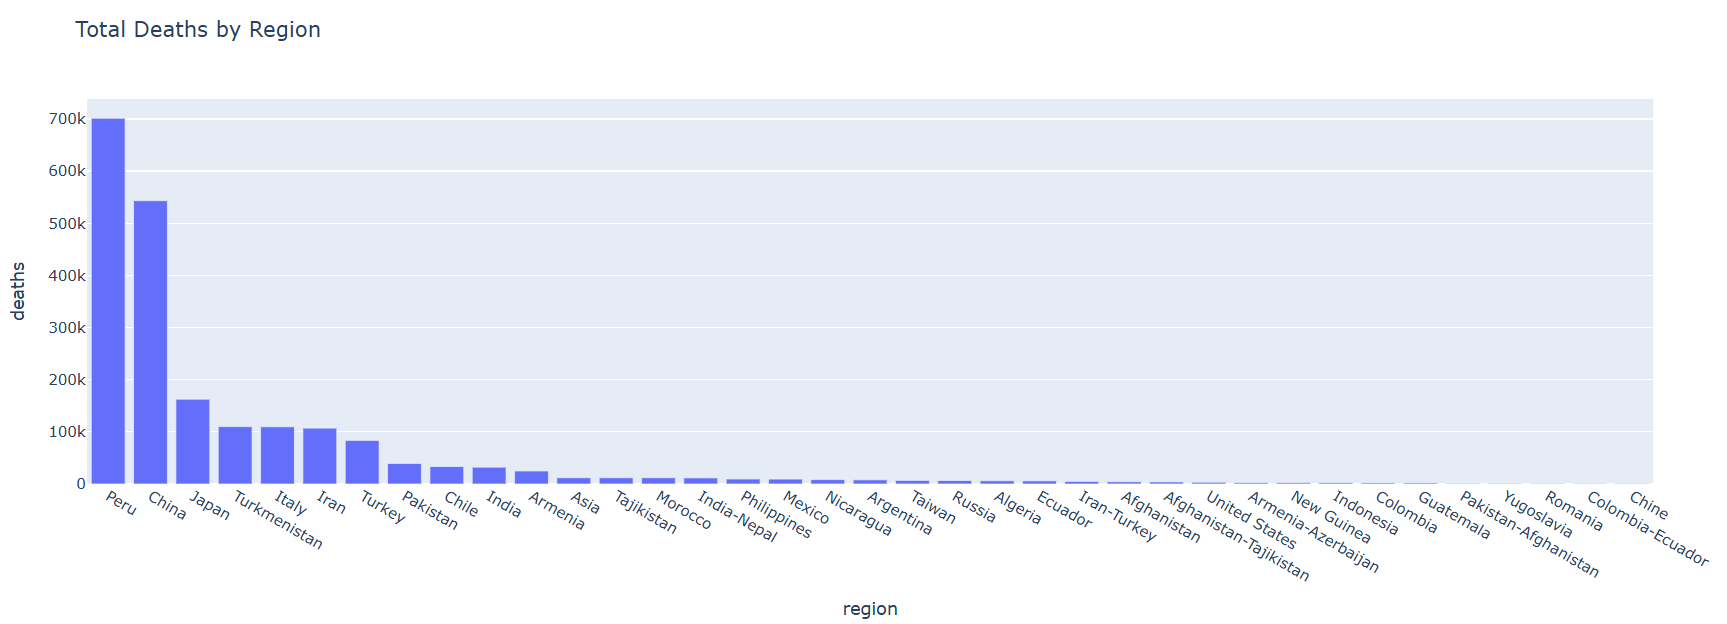 Total Deaths by Region
deaths
700k
600k
500k
400k
300k
200k
100k
0
Peru
China
Japan
Turkmenistan
Italy
Iran
Turkey
Pakistan
Chile
India
Armenia
Asia
Tajikistan
Morocco
India-Nepal
Philippines
Mexico
Nicaragua
Argentina
Taiwan
Russia
Algeria
Ecuador
Iran-Turkey
Afghanistan
Afghanistan-Tajikistan
United States
Armenia-Azerbaijan
New Guinea
Indonesia
Colombia
Guatemala
Pakistan-Afghanistan
Yugoslavia
Romania
Colombia-Ecuador
Chine
region